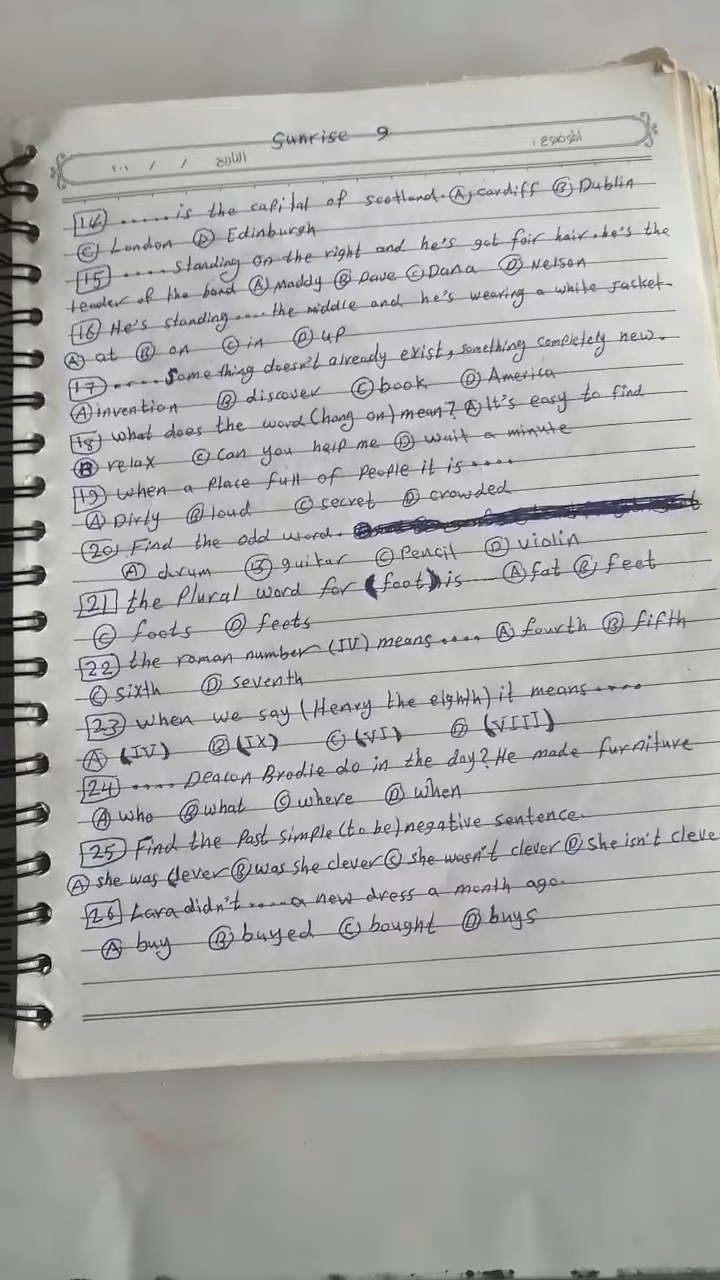 Sunrise 9
التاريخ / / ٢٠٠ الموضوع :
14 ..... is the capital of scotland. Ⓐ cardiff Ⓑ Dublin
Ⓒ London Ⓓ Edinburgh
15 .... standing on the right and he's got fair hair. he's the
leader of the band Ⓐ Maddy Ⓑ Dave Ⓒ Dana Ⓓ Nelson
16 He's standing .... the middle and he's wearing a white jacket.
Ⓐ at Ⓑ on Ⓒ in Ⓓ up
17 ..... Something doesn't already exist, something completely new.
Ⓐ invention Ⓑ discover Ⓒ book Ⓓ America
18 what does the word (hang on) mean? Ⓐ It's easy to find
Ⓑ relax Ⓒ can you help me Ⓓ wait a minute
19 when a place full of people it is ....
Ⓐ Dirty Ⓑ loud Ⓒ secret Ⓓ crowded
20 Find the odd word.
Ⓐ drum Ⓑ guitar Ⓒ Pencil Ⓓ violin
21 the plural word for (foot) is ... Ⓐ fat Ⓑ feet
Ⓒ foots Ⓓ feets
22 the roman number (IV) means .... Ⓐ fourth Ⓑ fifth
Ⓒ sixth Ⓓ seventh
23 when we say (Henry the eighth) it means .....
Ⓐ (IV) Ⓑ (IX) Ⓒ (VI) Ⓓ (VIII)
24 .... Deacon Brodie do in the day? He made furniture
Ⓐ who Ⓑ what Ⓒ where Ⓓ when
25 Find the Past simple (to be) negative sentence.
Ⓐ she was clever Ⓑ was she clever Ⓒ she wasn't clever Ⓓ she isn't cleve
26 Lara didn't ..... a new dress a month ago.
Ⓐ buy Ⓑ buyed Ⓒ bought Ⓓ buys